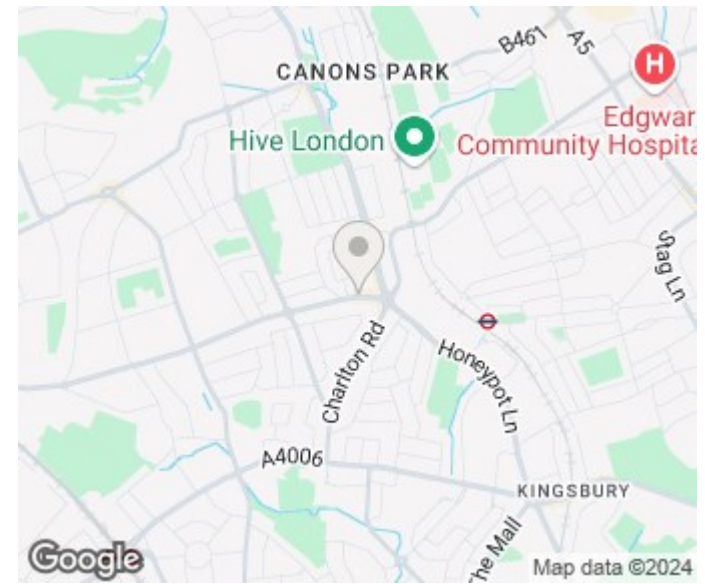 B461
A5
CANONS PARK
H
Hive London
Edgwar
Community Hospita
Stag Ln
Charlton Rd
Honeypot Ln
A4006
KINGSBURY
The Mall
Google
Map data ©2024